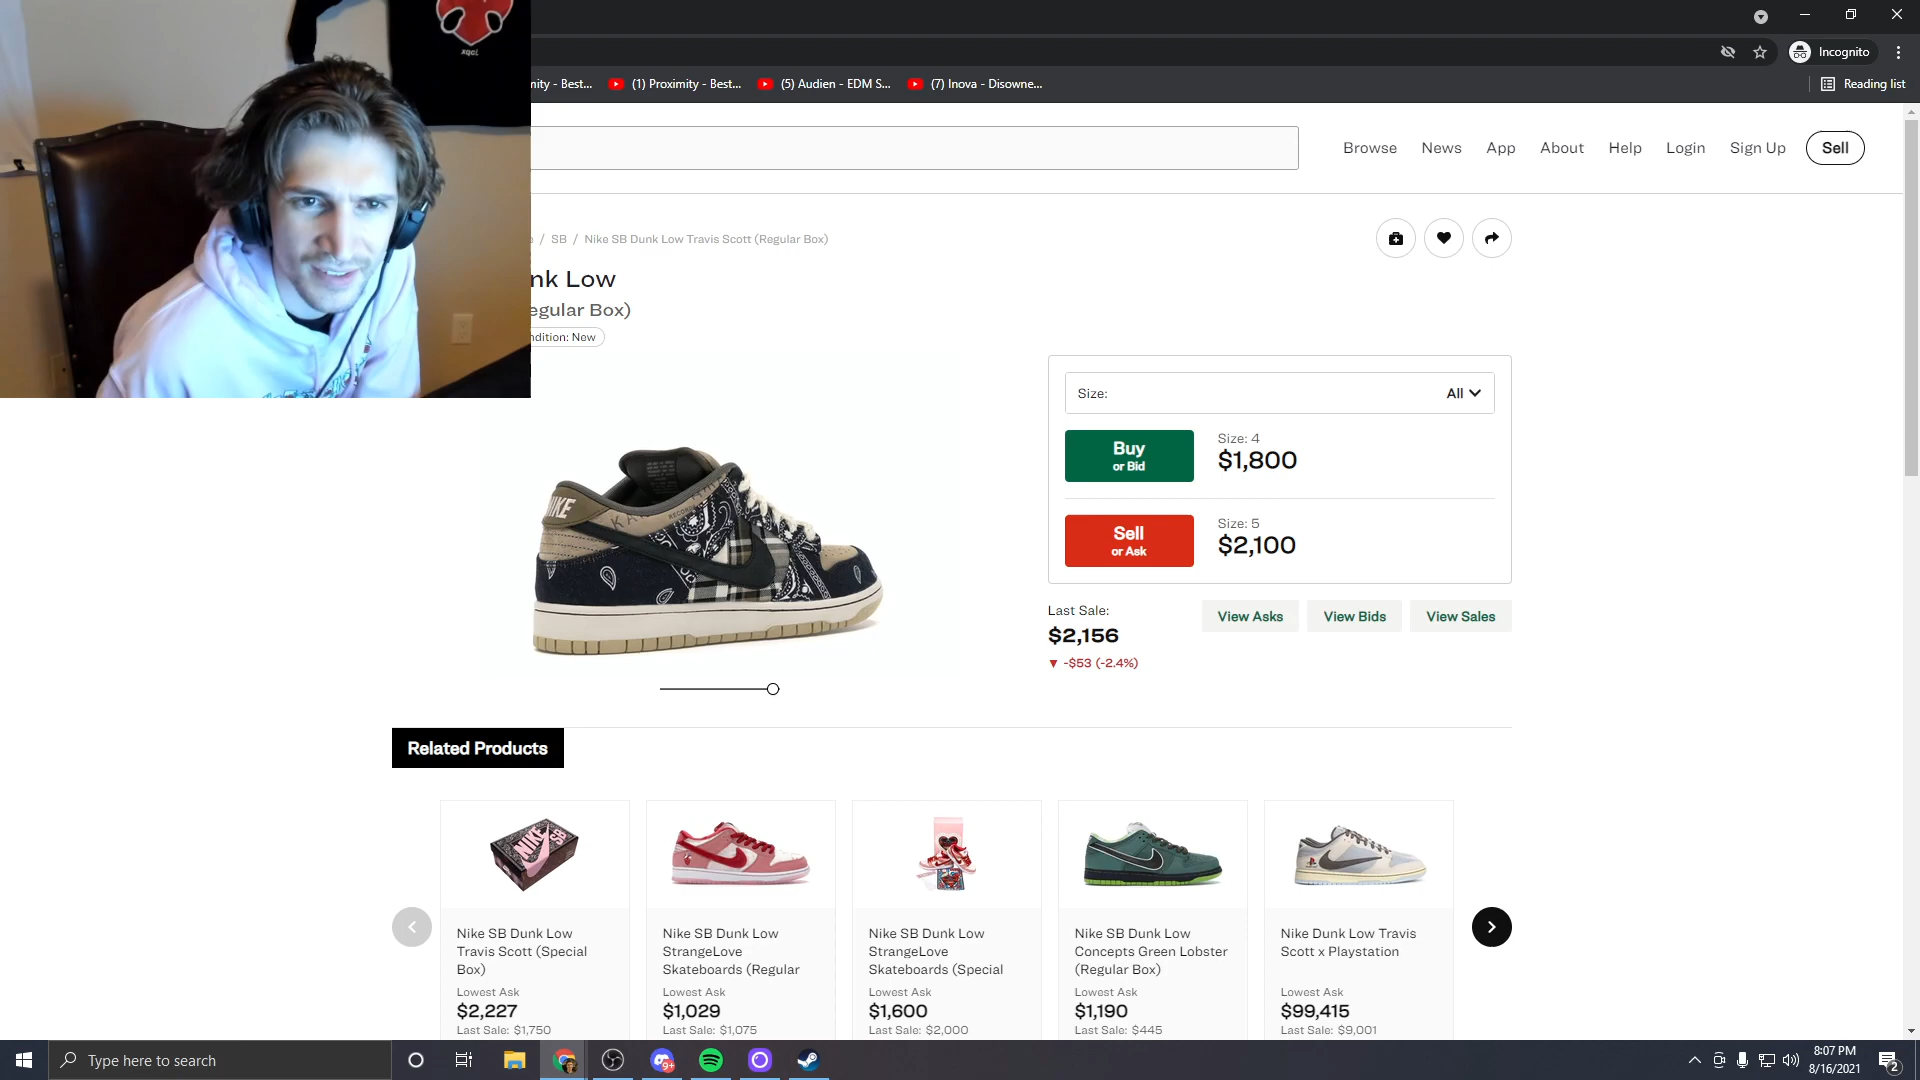 xqcL
Incognito
nity - Best...
(1) Proximity - Best...
(5) Audien - EDM S...
(7) Inova - Disowne...
Reading list
Browse
News
App
About
Help
Login
Sign Up
Sell
/ SB / Nike SB Dunk Low Travis Scott (Regular Box)
nk Low
egular Box)
ndition: New
Size:
All
Buy
or Bid
Size: 4
$1,800
Sell
or Ask
Size: 5
$2,100
Last Sale:
$2,156
▼ -$53 (-2.4%)
View Asks
View Bids
View Sales
NIKE
Related Products
NIKE SB
Nike SB Dunk Low
Travis Scott (Special
Box)
Lowest Ask
$2,227
Last Sale: $1,750
Nike SB Dunk Low
StrangeLove
Skateboards (Regular
Lowest Ask
$1,029
Last Sale: $1,075
Nike SB Dunk Low
StrangeLove
Skateboards (Special
Lowest Ask
$1,600
Last Sale: $2,000
Nike SB Dunk Low
Concepts Green Lobster
(Regular Box)
Lowest Ask
$1,190
Last Sale: $445
Nike Dunk Low Travis
Scott x Playstation
Lowest Ask
$99,415
Last Sale: $9,001
Type here to search
9+
8:07 PM
8/16/2021
2